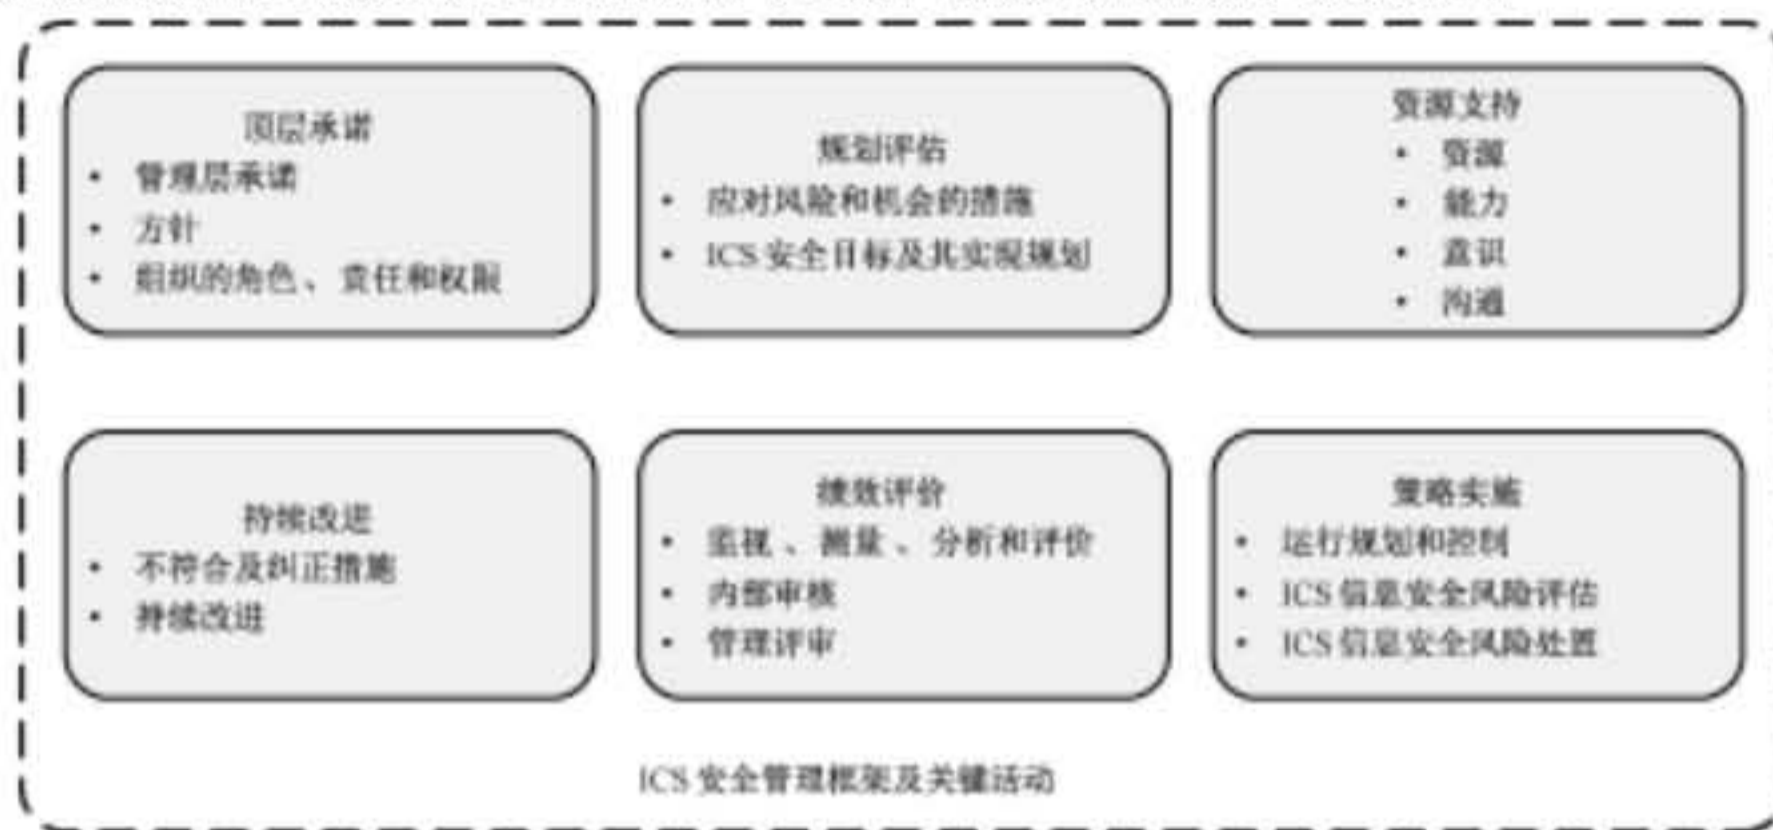 顶层承诺
• 管理层承诺
• 方针
• 组织的角色、责任和权限
规划评估
• 应对风险和机会的措施
• ICS 安全目标及其实现规划
资源支持
• 资源
• 能力
• 意识
• 沟通
持续改进
• 不符合及纠正措施
• 持续改进
绩效评价
• 监视、测量、分析和评价
• 内部审核
• 管理评审
策略实施
• 运行规划和控制
• ICS 信息安全风险评估
• ICS 信息安全风险处置
ICS 安全管理框架及关键活动